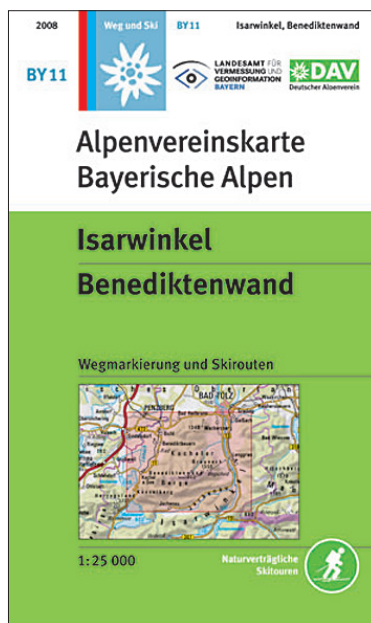 2008 Weg und Ski BY11 Isarwinkel, Benediktenwand
BY11
LANDESAMT FÜR
VERMESSUNG UND
GEOINFORMATION
BAYERN
DAV
Deutscher Alpenverein
Alpenvereinskarte
Bayerische Alpen
Isarwinkel
Benediktenwand
Wegmarkierung und Skirouten
BAD TÖLZ
PENZBERG
1:25 000
Naturverträgliche
Skitouren